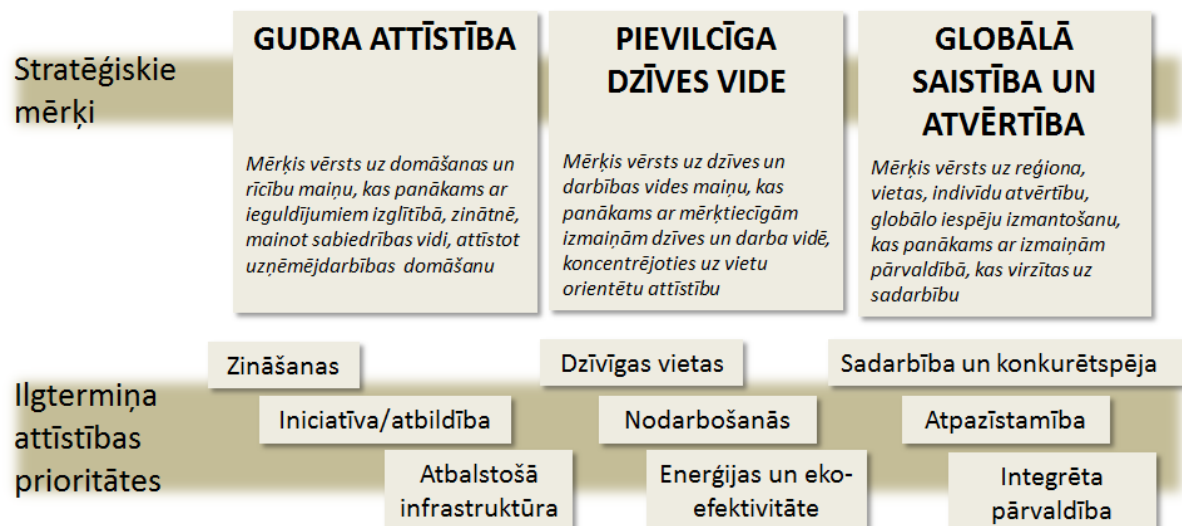 Stratēģiskie
mērķi
GUDRA ATTĪSTĪBA
Mērķis vērsts uz domāšanas un
rīcību maiņu, kas panākams ar
ieguldījumiem izglītībā, zinātnē,
mainot sabiedrības vidi, attīstot
uzņēmējdarbības domāšanu
PIEVILCĪGA
DZĪVES VIDE
Mērķis vērsts uz dzīves un
darbības vides maiņu, kas
panākams ar mērķtiecīgām
izmaiņām dzīves un darba vidē,
koncentrējoties uz vietu
orientētu attīstību
GLOBĀLĀ
SAISTĪBA UN
ATVĒRTĪBA
Mērķis vērsts uz reģiona,
vietas, indivīdu atvērtību,
globālo iespēju izmantošanu,
kas panākams ar izmaiņām
pārvaldībā, kas virzītas uz
sadarbību
Ilgtermiņa
attīstības
prioritātes
Zināšanas
Iniciatīva/atbildība
Atbalstošā
infrastruktūra
Dzīvīgas vietas
Nodarbošanās
Enerģijas un eko-
efektivitāte
Sadarbība un konkurētspēja
Atpazīstamība
Integrēta
pārvaldība